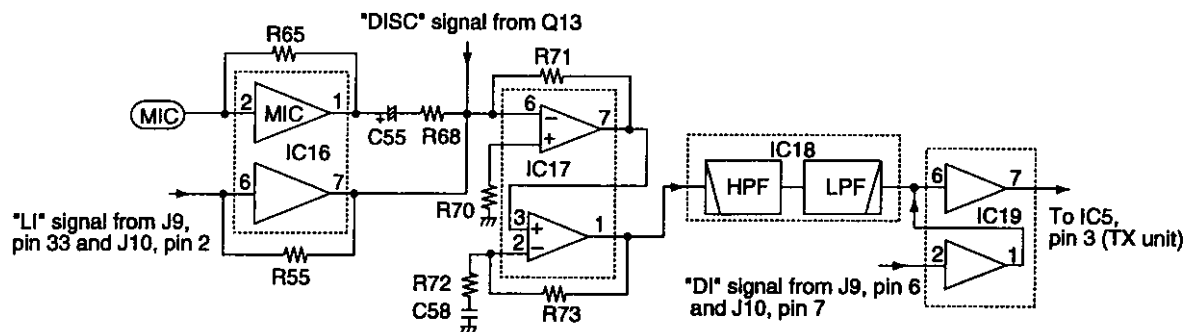 "DISC" signal from Q13
R65
R71
MIC
2
MIC
1
+
C55
R68
6
−
+
7
IC16
IC17
IC18
HPF
LPF
6
7
6
7
R70
3
+
2
−
1
IC19
To IC5,
pin 3 (TX unit)
"LI" signal from J9,
pin 33 and J10, pin 2
R55
R72
C58
R73
2
1
"DI" signal from J9, pin 6
and J10, pin 7